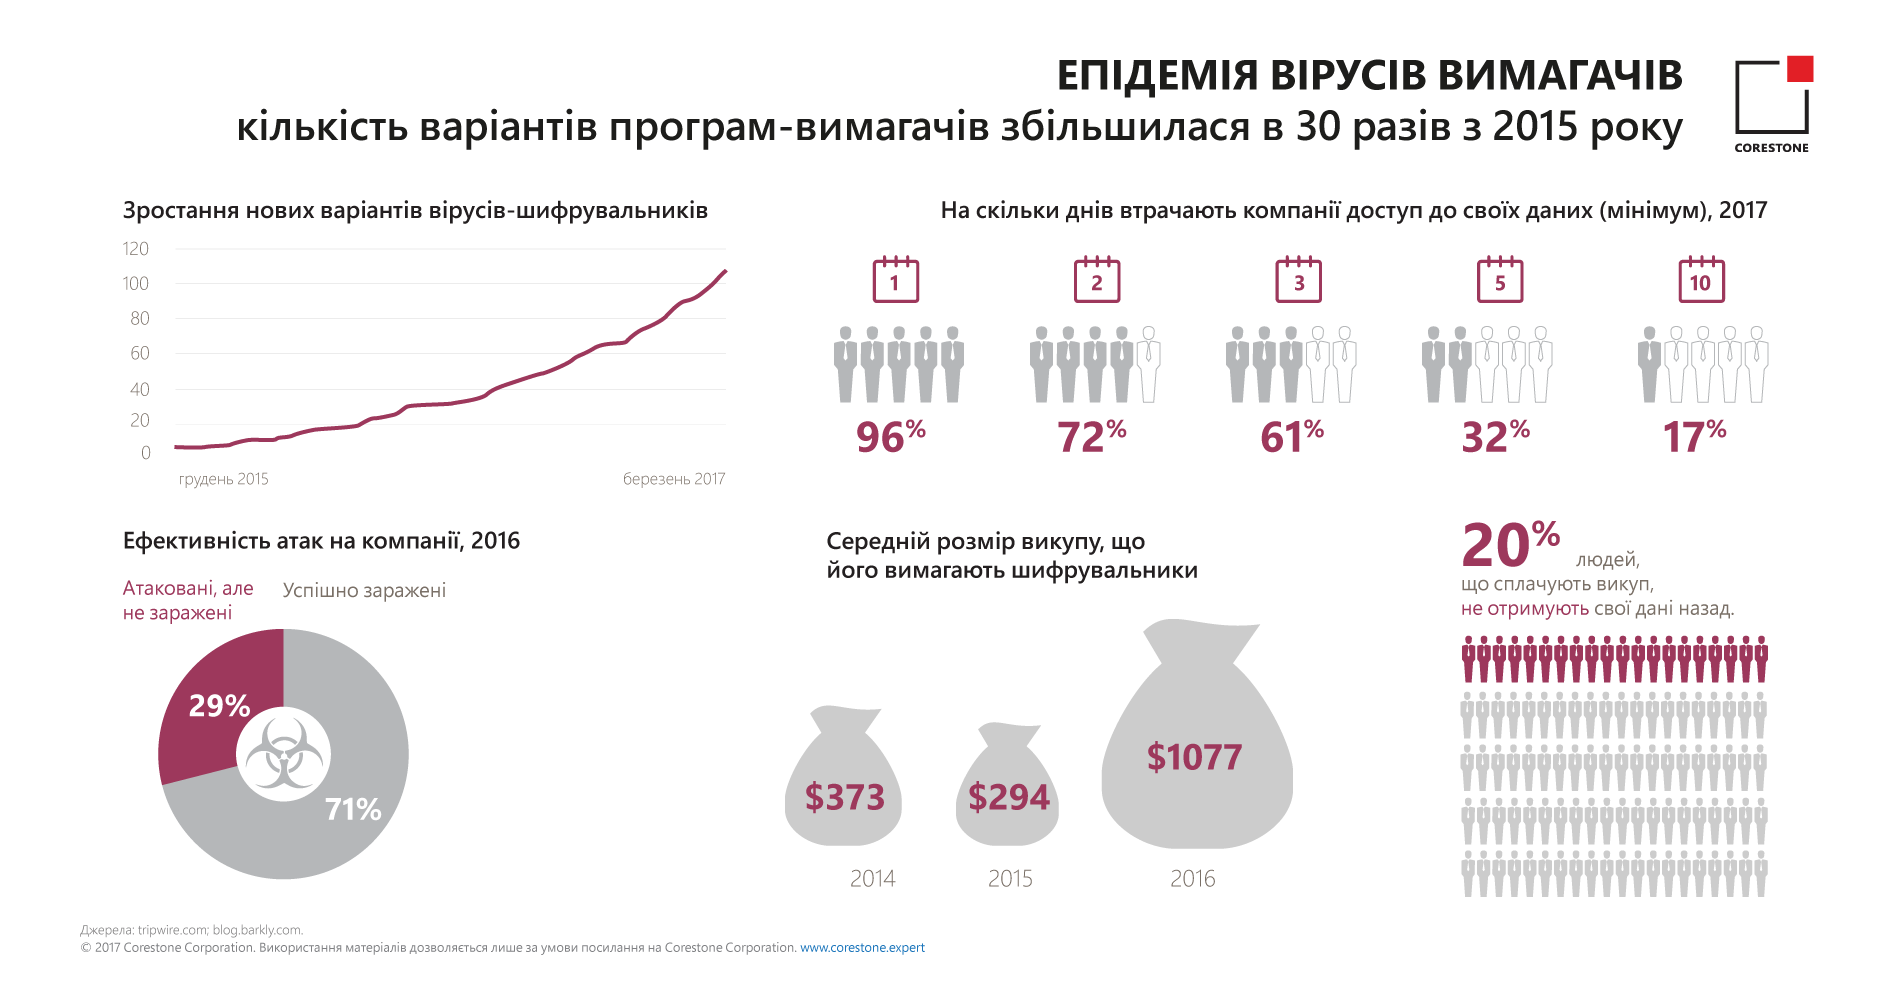 ЕПІДЕМІЯ ВІРУСІВ ВИМАГАЧІВ
кількість варіантів програм-вимагачів збільшилася в 30 разів з 2015 року
CORESTONE
Зростання нових варіантів вірусів-шифрувальників
120
100
80
60
40
20
0
грудень 2015
березень 2017
На скільки днів втрачають компанії доступ до своїх даних (мінімум), 2017
1
2
3
5
10
96%
72%
61%
32%
17%
Ефективність атак на компанії, 2016
Атаковані, але
не заражені
Успішно заражені
29%
71%
Середній розмір викупу, що
його вимагають шифрувальники
$373
$294
$1077
2014
2015
2016
20% людей,
що сплачують викуп,
не отримують свої дані назад.
Джерела: tripwire.com; blog.barkly.com.
© 2017 Corestone Corporation. Використання матеріалів дозволяється лише за умови посилання на Corestone Corporation. www.corestone.expert